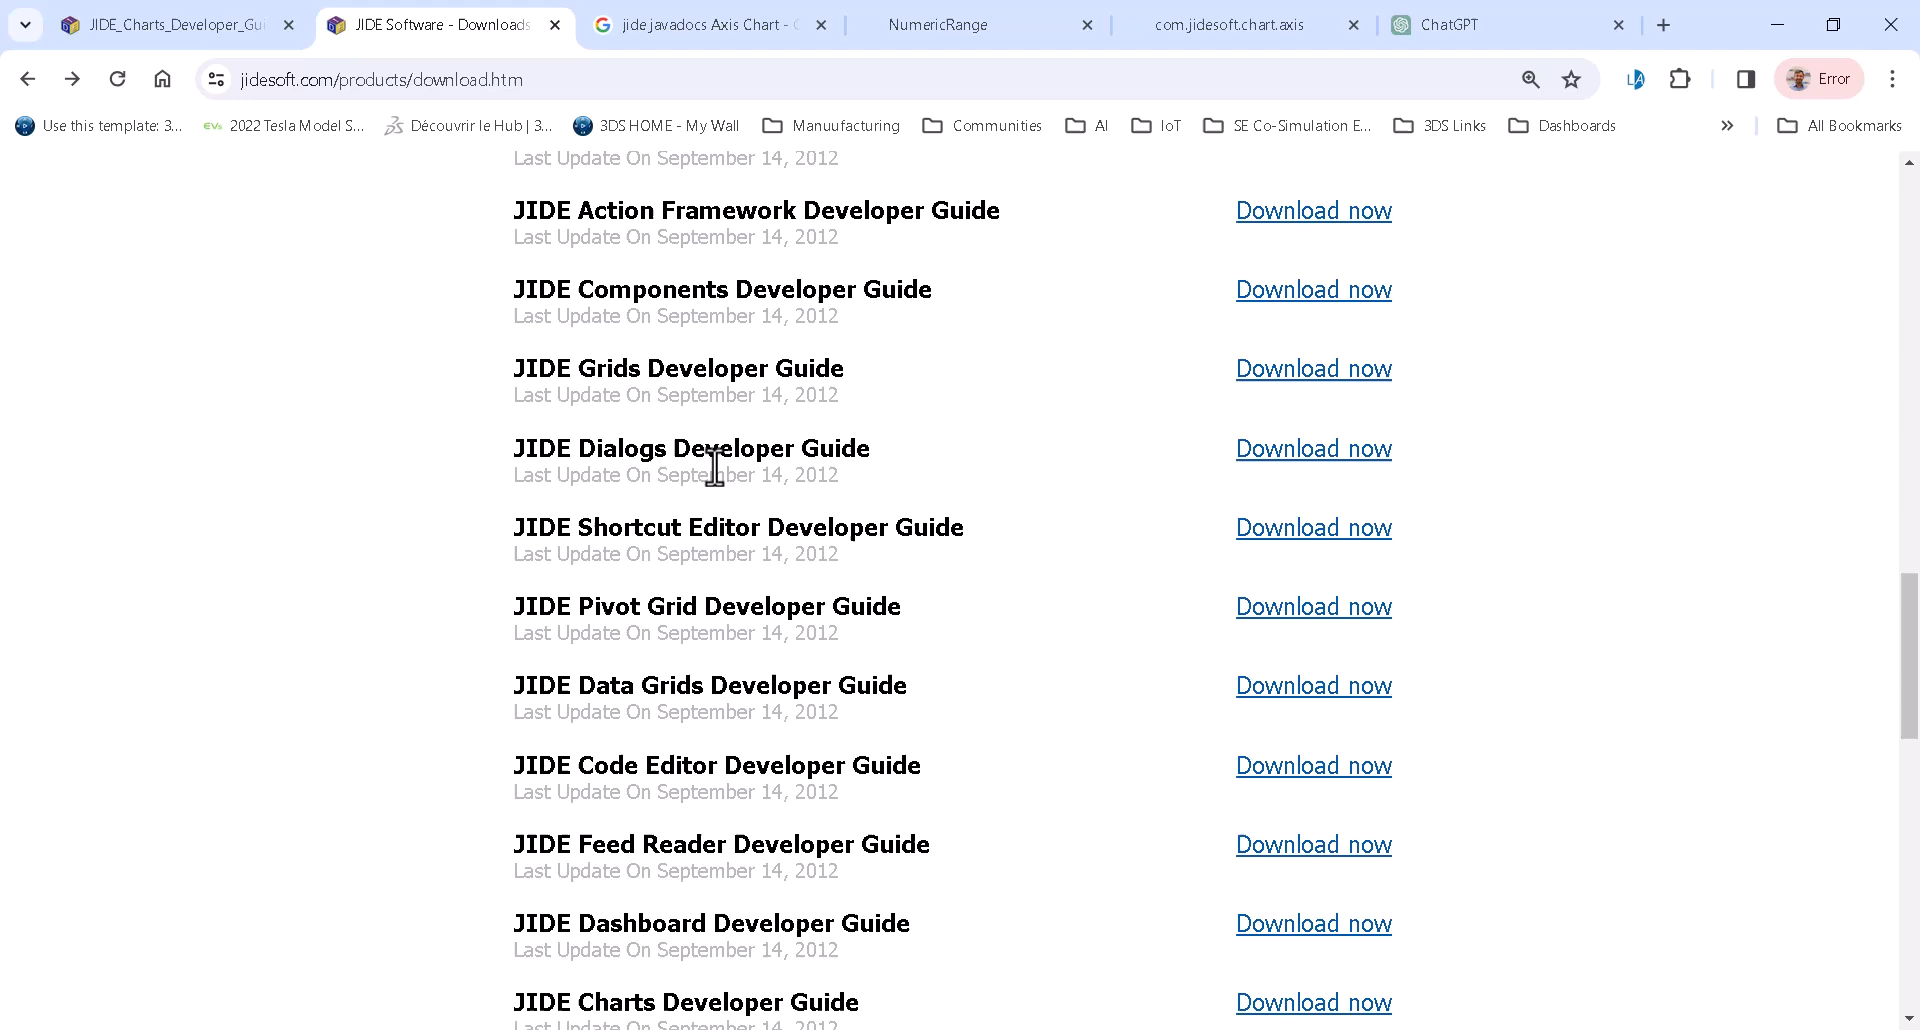 JIDE_Charts_Developer_Gui
JIDE Software - Downloads
jide javadocs Axis Chart -
NumericRange
com.jidesoft.chart.axis
ChatGPT
jidesoft.com/products/download.htm
Error
Use this template: 3...
EVs 2022 Tesla Model S...
Découvrir le Hub | 3...
3DS HOME - My Wall
Manuufacturing
Communities
AI
IoT
SE Co-Simulation E...
3DS Links
Dashboards
All Bookmarks
Last Update On September 14, 2012
JIDE Action Framework Developer Guide Download now
Last Update On September 14, 2012
JIDE Components Developer Guide Download now
Last Update On September 14, 2012
JIDE Grids Developer Guide Download now
Last Update On September 14, 2012
JIDE Dialogs Developer Guide Download now
Last Update On September 14, 2012
JIDE Shortcut Editor Developer Guide Download now
Last Update On September 14, 2012
JIDE Pivot Grid Developer Guide Download now
Last Update On September 14, 2012
JIDE Data Grids Developer Guide Download now
Last Update On September 14, 2012
JIDE Code Editor Developer Guide Download now
Last Update On September 14, 2012
JIDE Feed Reader Developer Guide Download now
Last Update On September 14, 2012
JIDE Dashboard Developer Guide Download now
Last Update On September 14, 2012
JIDE Charts Developer Guide Download now
Last Update On September 14, 2012